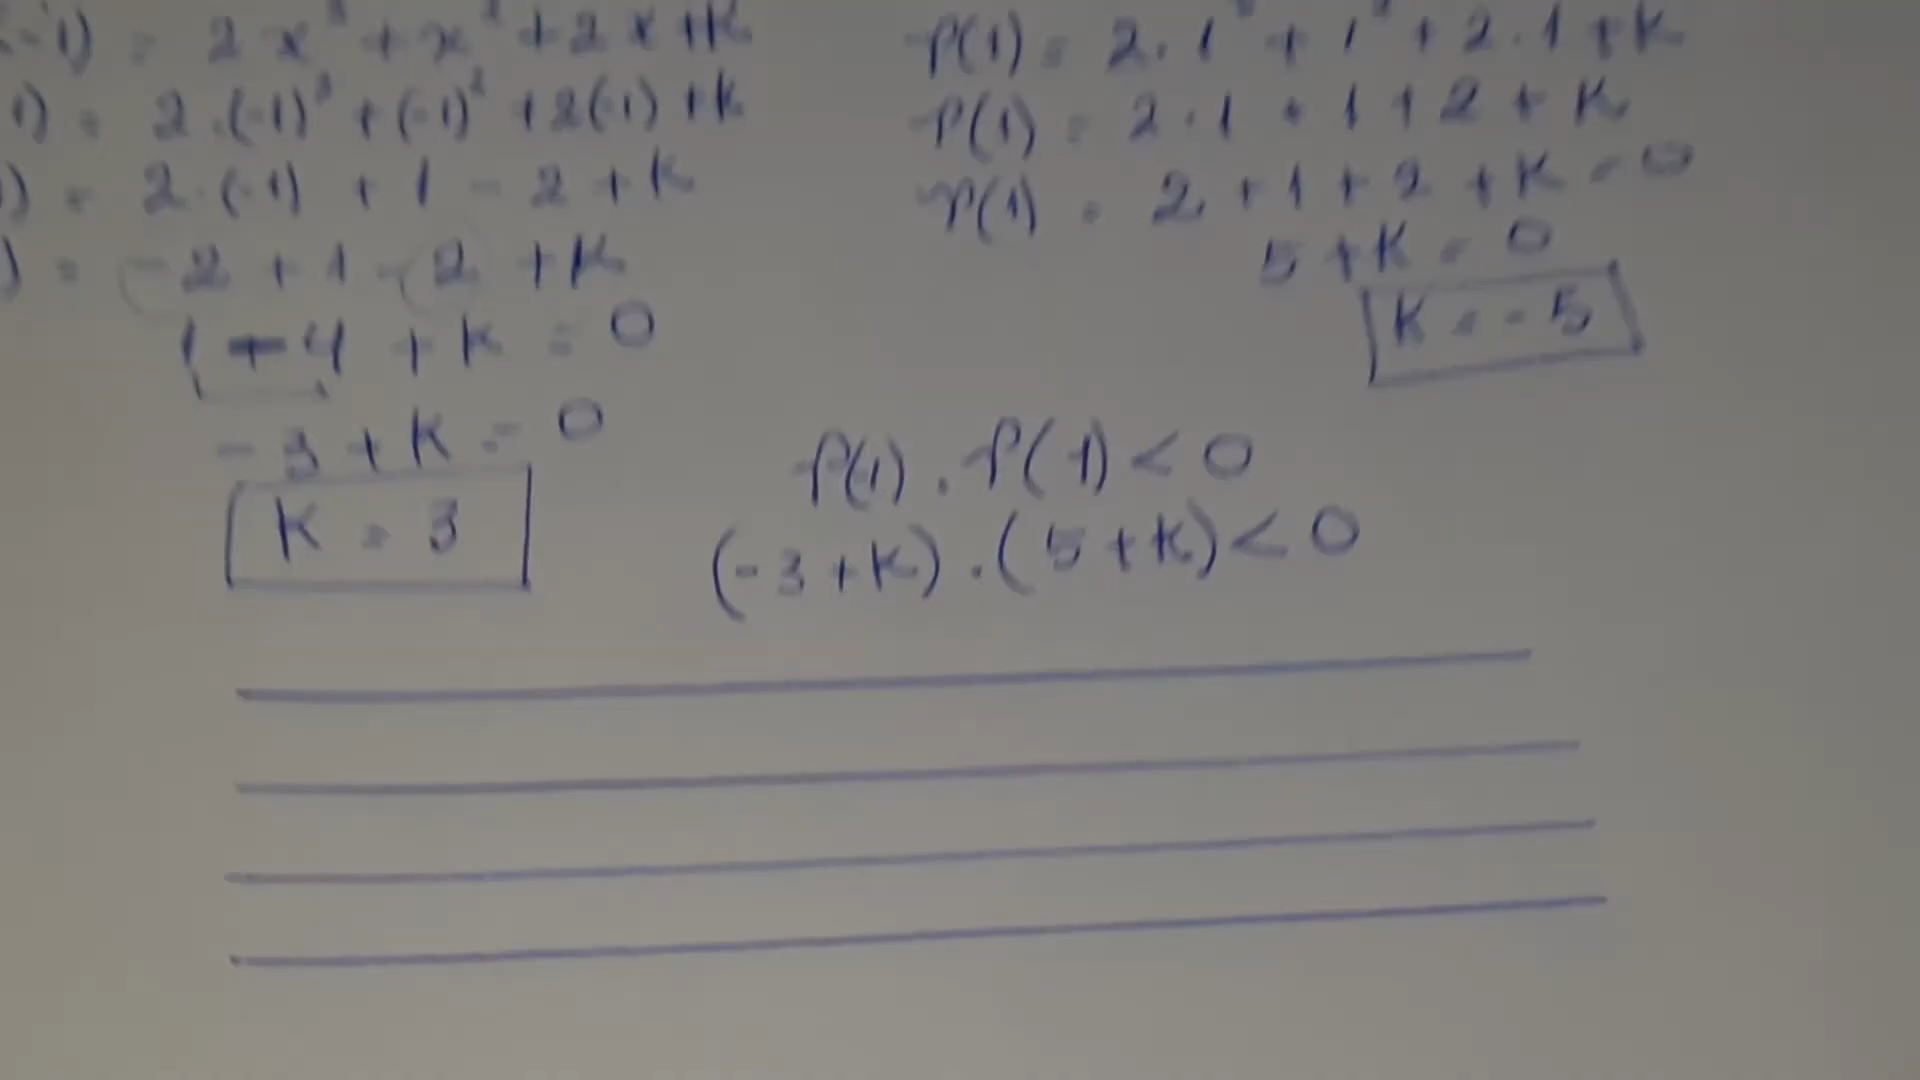 -1) = 2x³ + x² + 2x + K
1) = 2.(-1)³ + (-1)² + 2(-1) + K
1) = 2.(-1) + 1 - 2 + K
) = -2 + 1 - 2 + K
1 - 4 + K = 0
-3 + K = 0
K = 3
P(1) = 2.1³ + 1² + 2.1 + K
P(1) = 2.1 + 1 + 2 + K
P(1) = 2 + 1 + 2 + K = 0
5 + K = 0
K = -5
P(1) . P(1) < 0
(-3 + K) . (5 + K) < 0